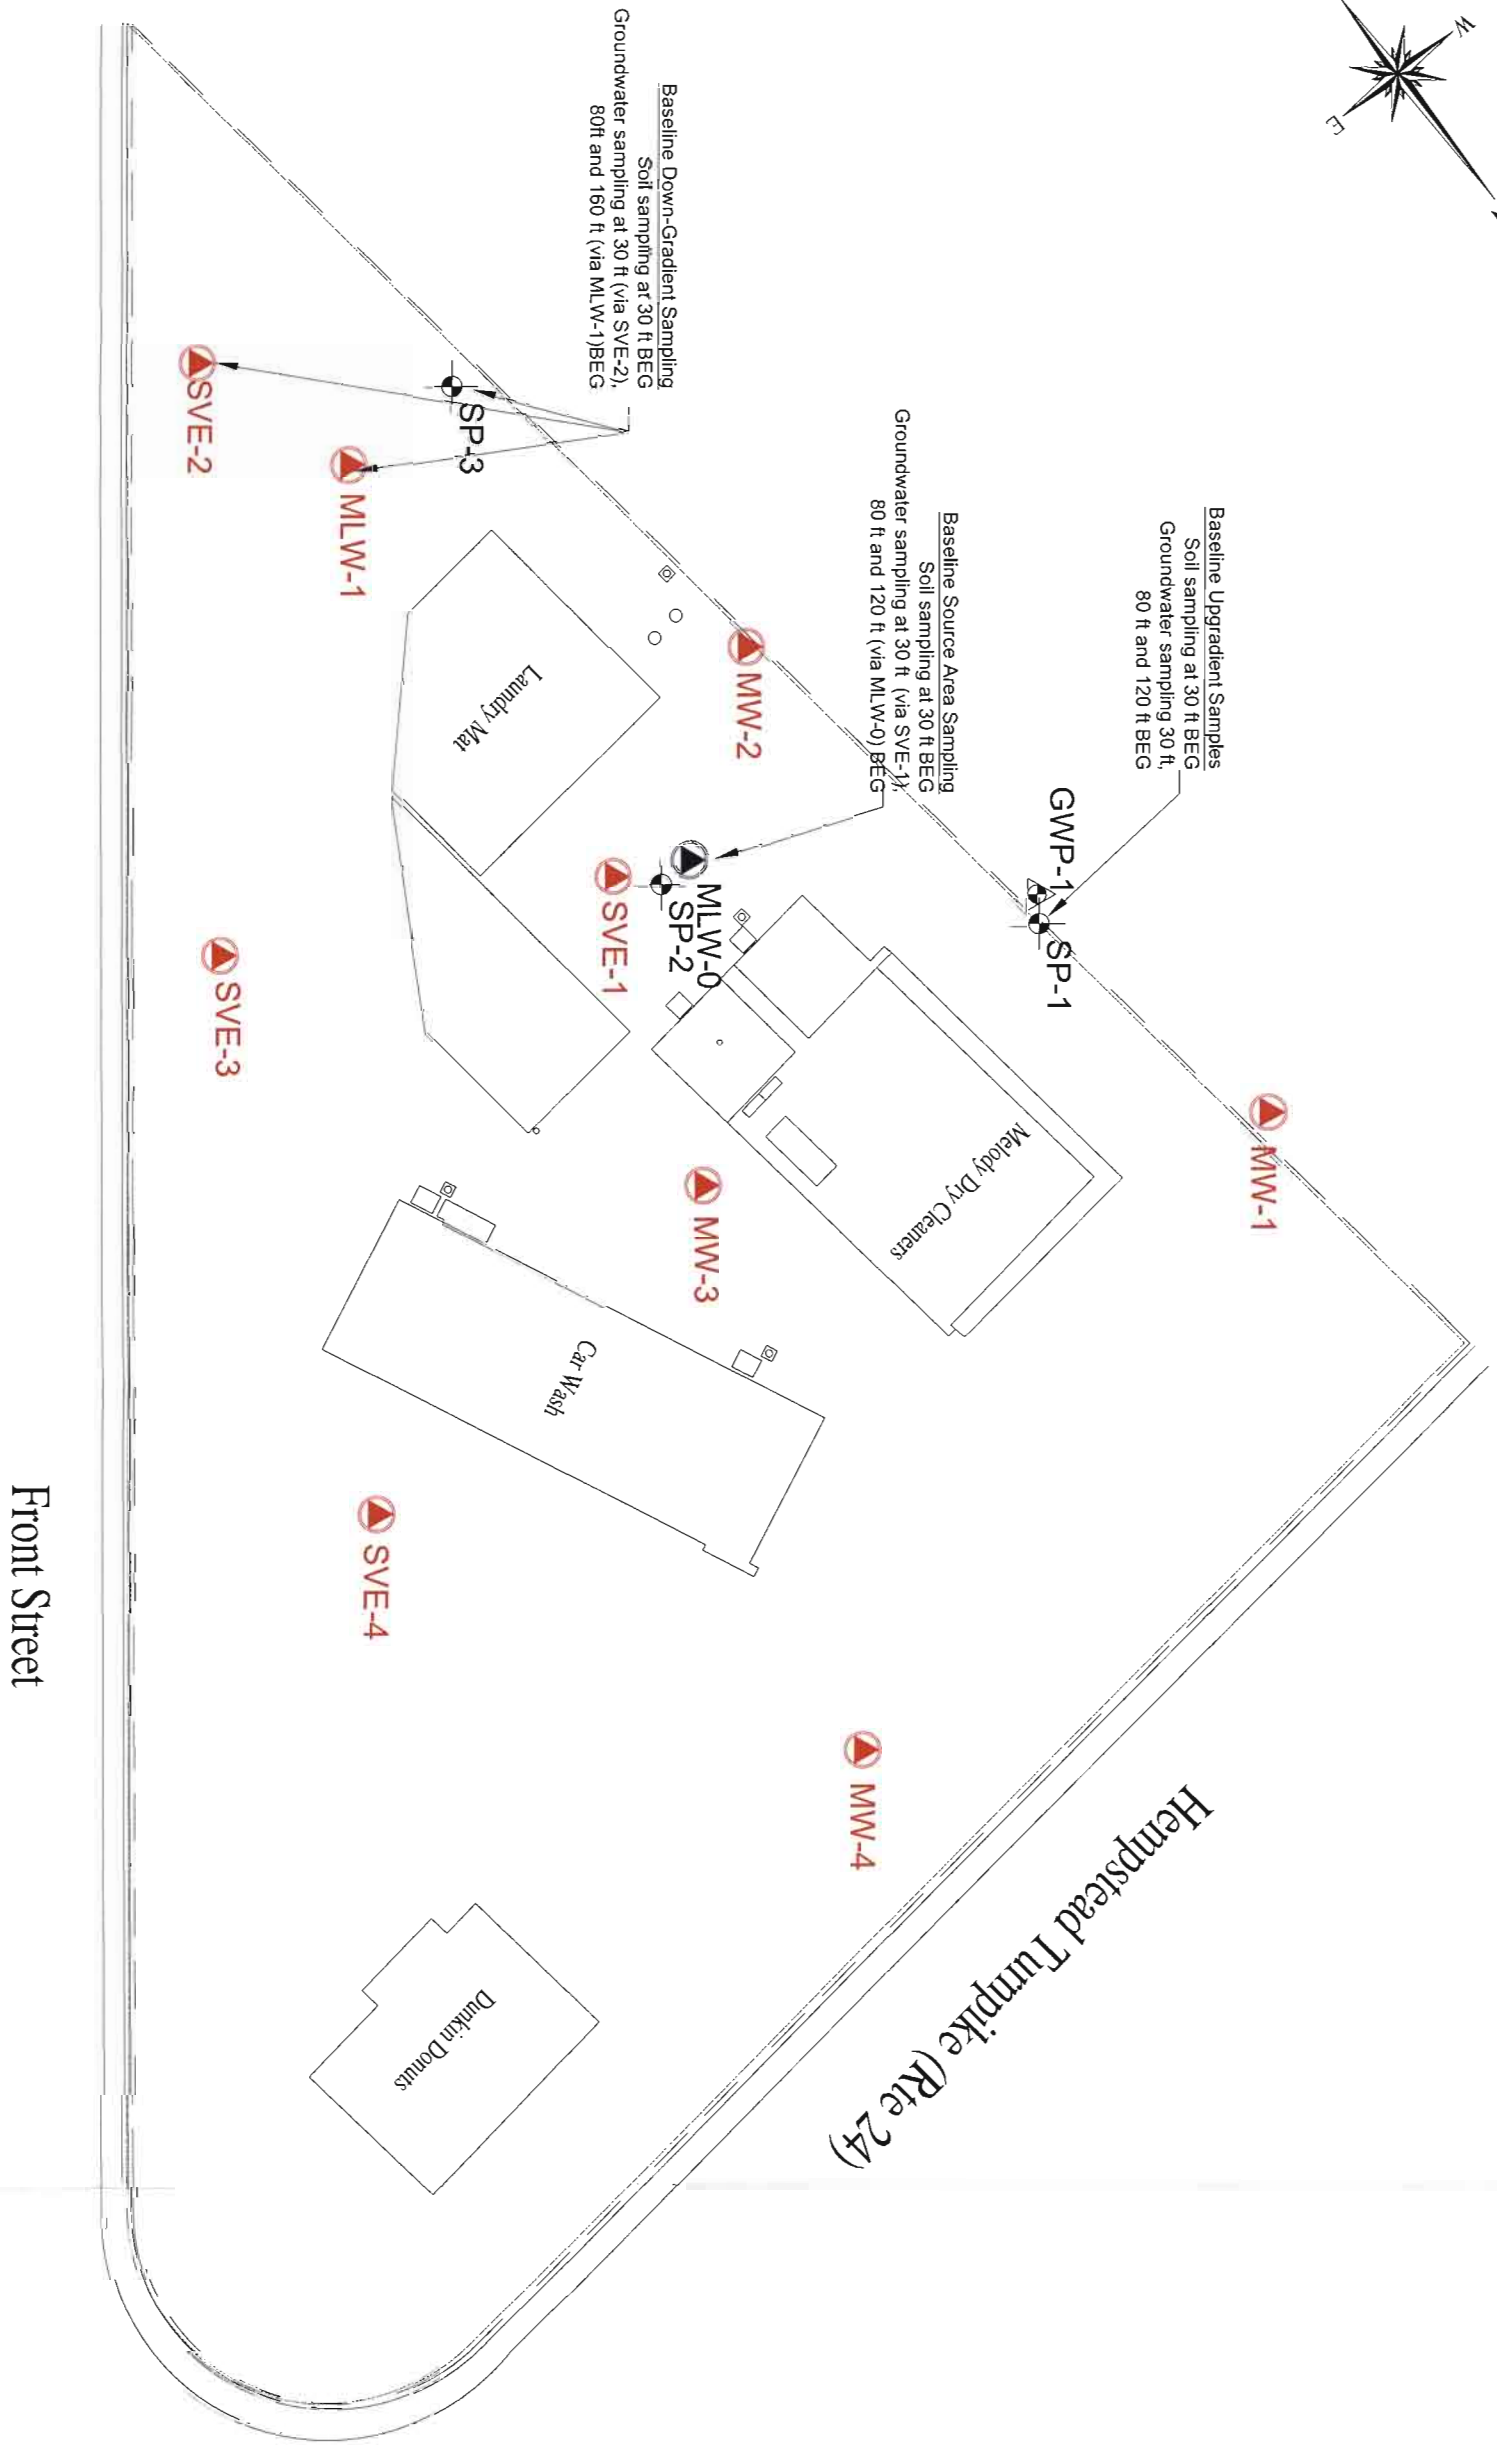 W
E
Baseline Down-Gradient Sampling
Soil sampling at 30 ft BEG
Groundwater sampling at 30 ft (via SVE-2),
80ft and 160 ft (via MLW-1)BEG
Baseline Source Area Sampling
Soil sampling at 30 ft BEG
Groundwater sampling at 30 ft (via SVE-1),
80 ft and 120 ft (via MLW-0) BEG
Baseline Upgradient Samples
Soil sampling at 30 ft BEG
Groundwater sampling 30 ft,
80 ft and 120 ft BEG
GWP-1
SP-1
MW-1
MW-2
MLW-0
SP-2
SVE-1
SP-3
SVE-2
MLW-1
Laundry Mat
Melody Dry Cleaners
MW-3
SVE-3
Car Wash
SVE-4
MW-4
Dunkin Donuts
Hempstead Turnpike (Rte 24)
Front Street